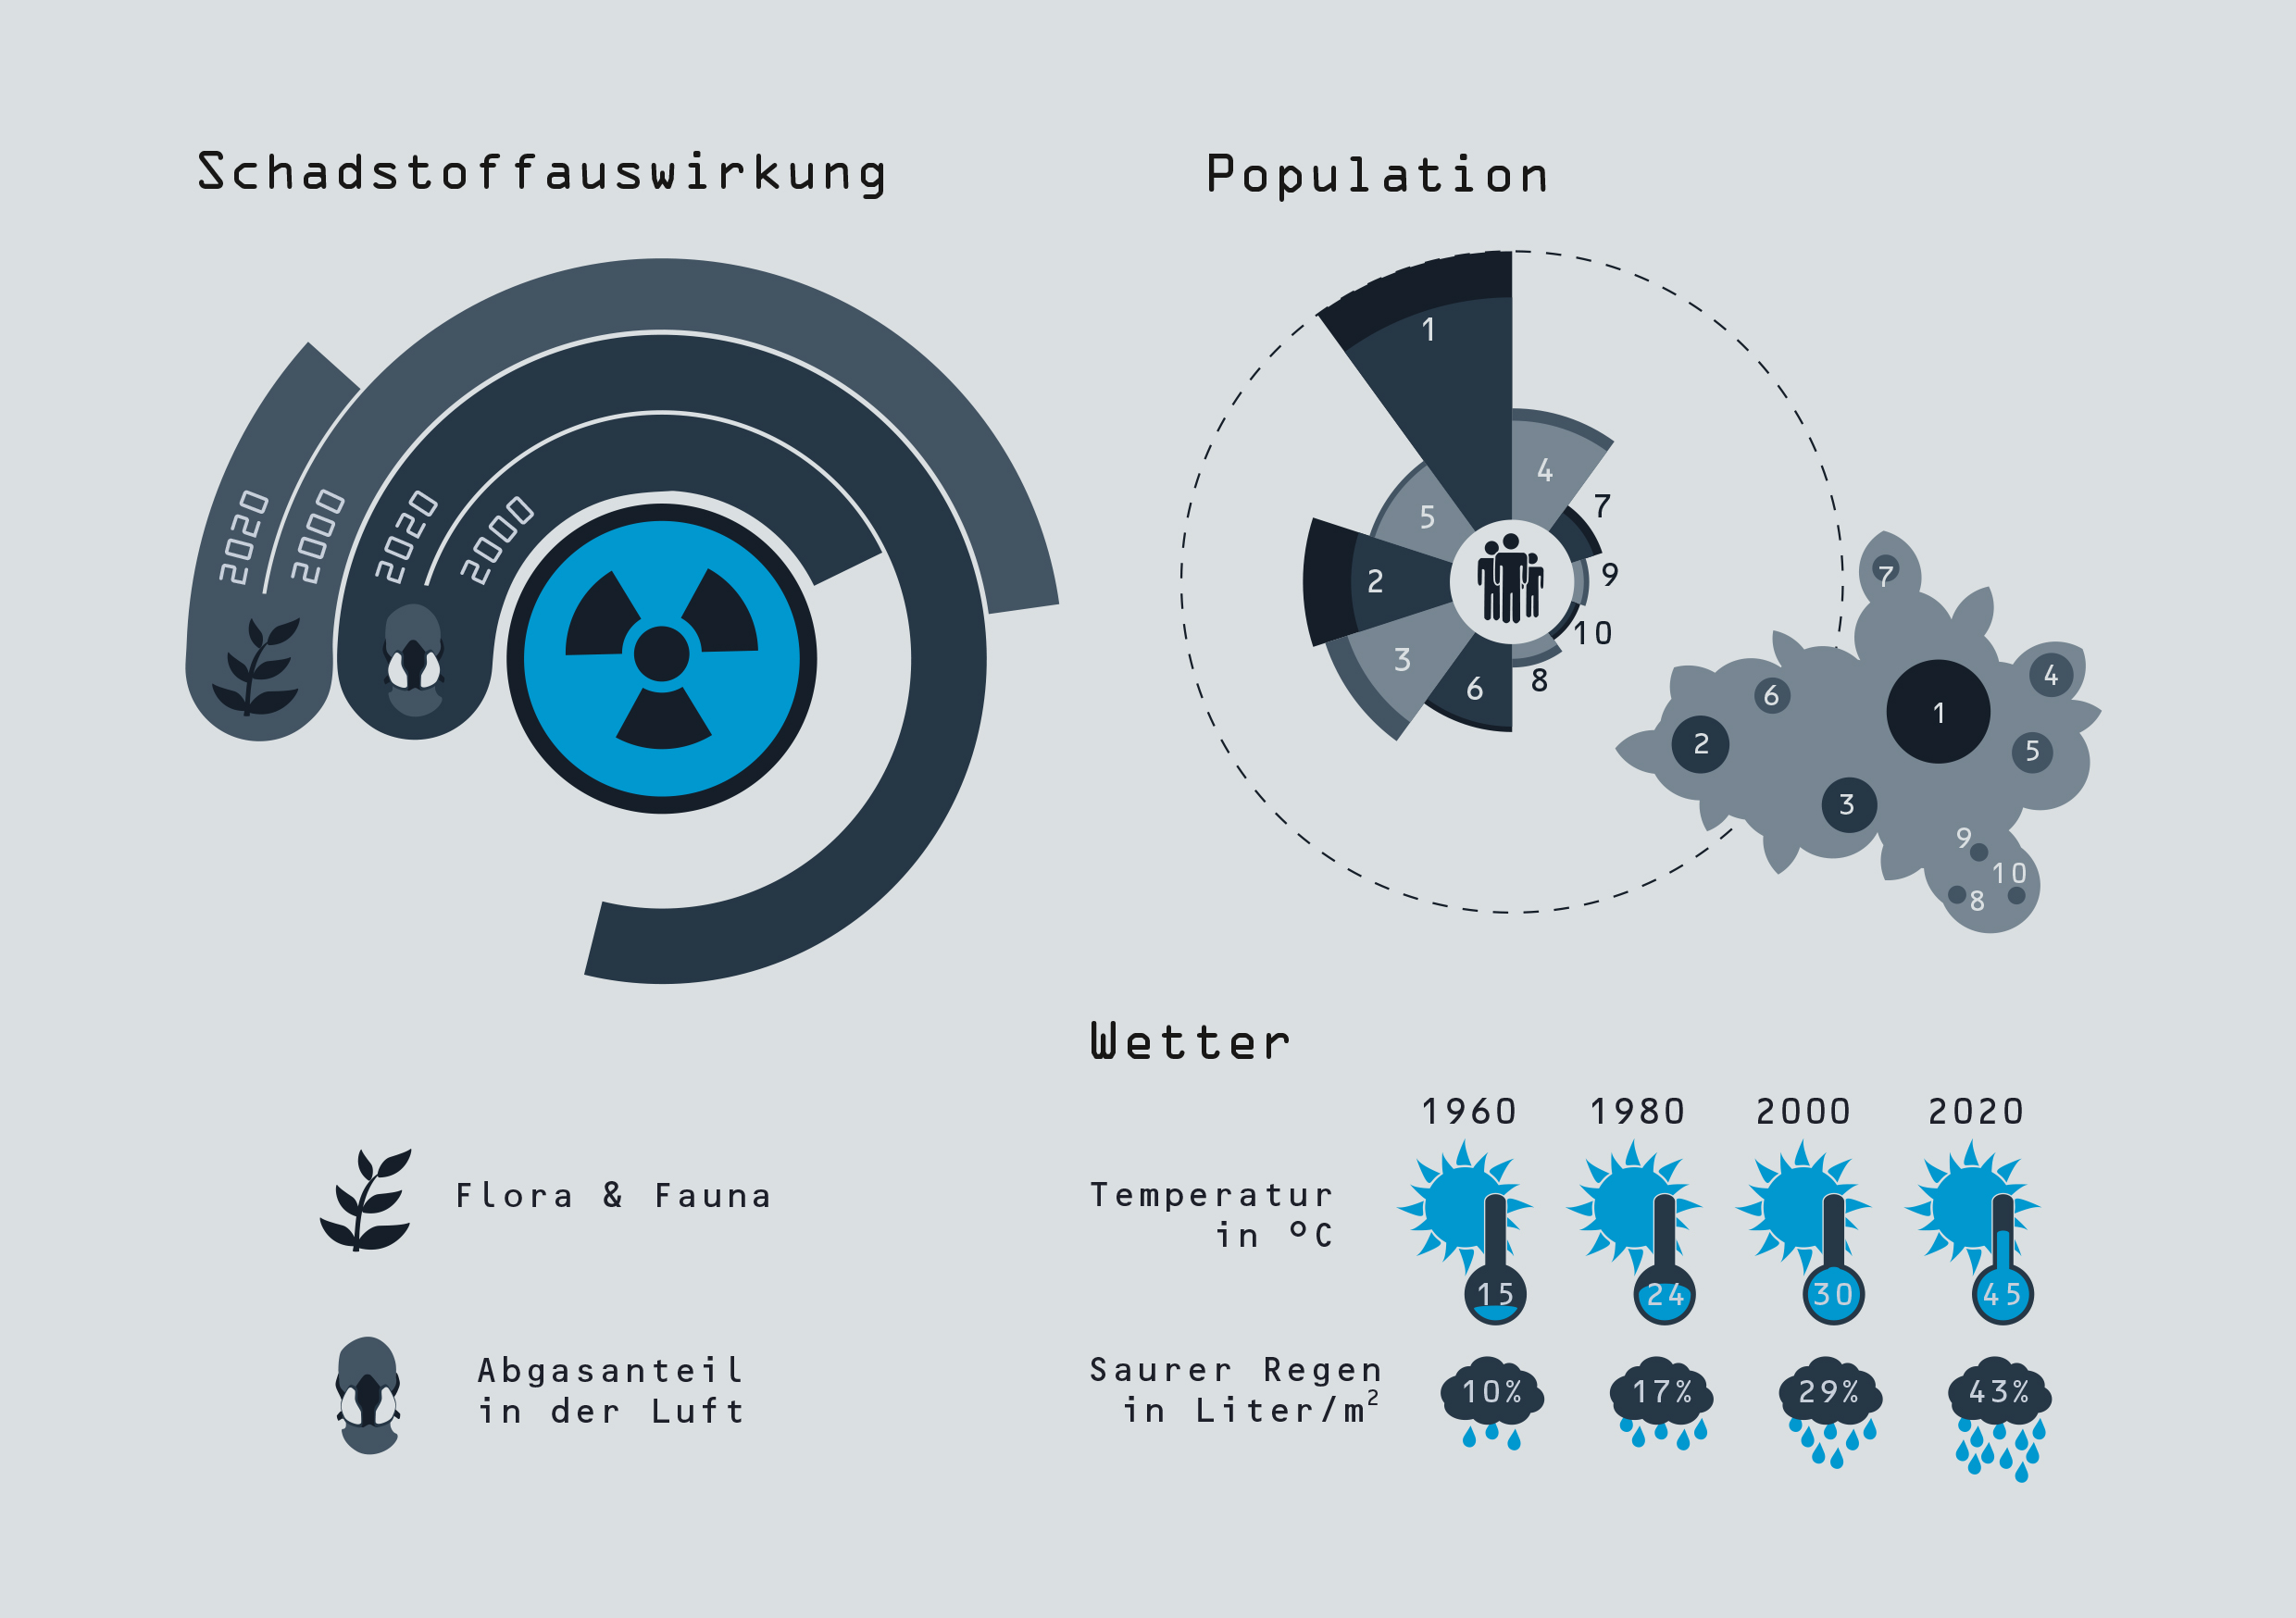 Schadstoffauswirkung
2020
2000
2020
2000
Flora & Fauna
Abgasanteil
in der Luft
Population
1
2
3
4
5
6
7
8
9
10
7
4
6
1
2
5
3
9
10
8
Wetter
1960 1980 2000 2020
Temperatur
in °C
15 24 30 45
Saurer Regen
in Liter/m²
10% 17% 29% 43%